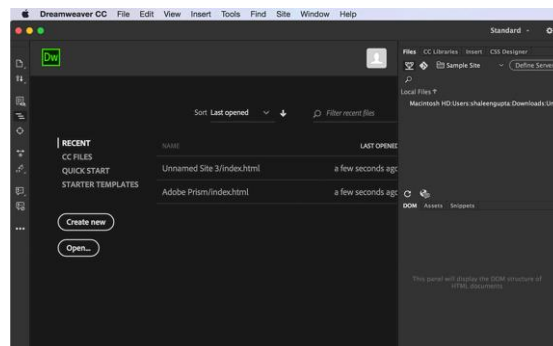 Dreamweaver CC File Edit View Insert Tools Find Site Window Help
Standard
Files CC Libraries Insert CSS Designer
Dw
Sample Site Define Serve
Local Files
Macintosh HD:Users:shaleengupta:Downloads:Un
Sort Last opened Filter recent files
RECENT
CC FILES
QUICK START
STARTER TEMPLATES
Create new
Open...
NAME LAST OPENED
Unnamed Site 3/index.html a few seconds ago
Adobe Prism/index.html a few seconds ago
DOM Assets Snippets
This panel will display the DOM structure of
HTML documents